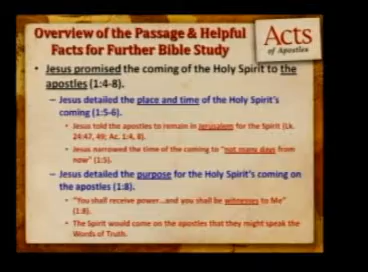 Overview of the Passage & Helpful
Facts for Further Bible Study
Acts
of Apostles
• Jesus promised the coming of the Holy Spirit to the
apostles (1:4-8).
– Jesus detailed the place and time of the Holy Spirit's
coming (1:5-6).
• Jesus told the apostles to remain in Jerusalem for the Spirit (Lk.
24:47, 49; Ac. 1:4, 8).
• Jesus narrowed the time of the coming to "not many days from
now" (1:5).
– Jesus detailed the purpose for the Holy Spirit's coming on
the apostles (1:8).
• "You shall receive power...and you shall be witnesses to Me"
(1:8).
• The Spirit would come on the apostles that they might speak the
Words of Truth.